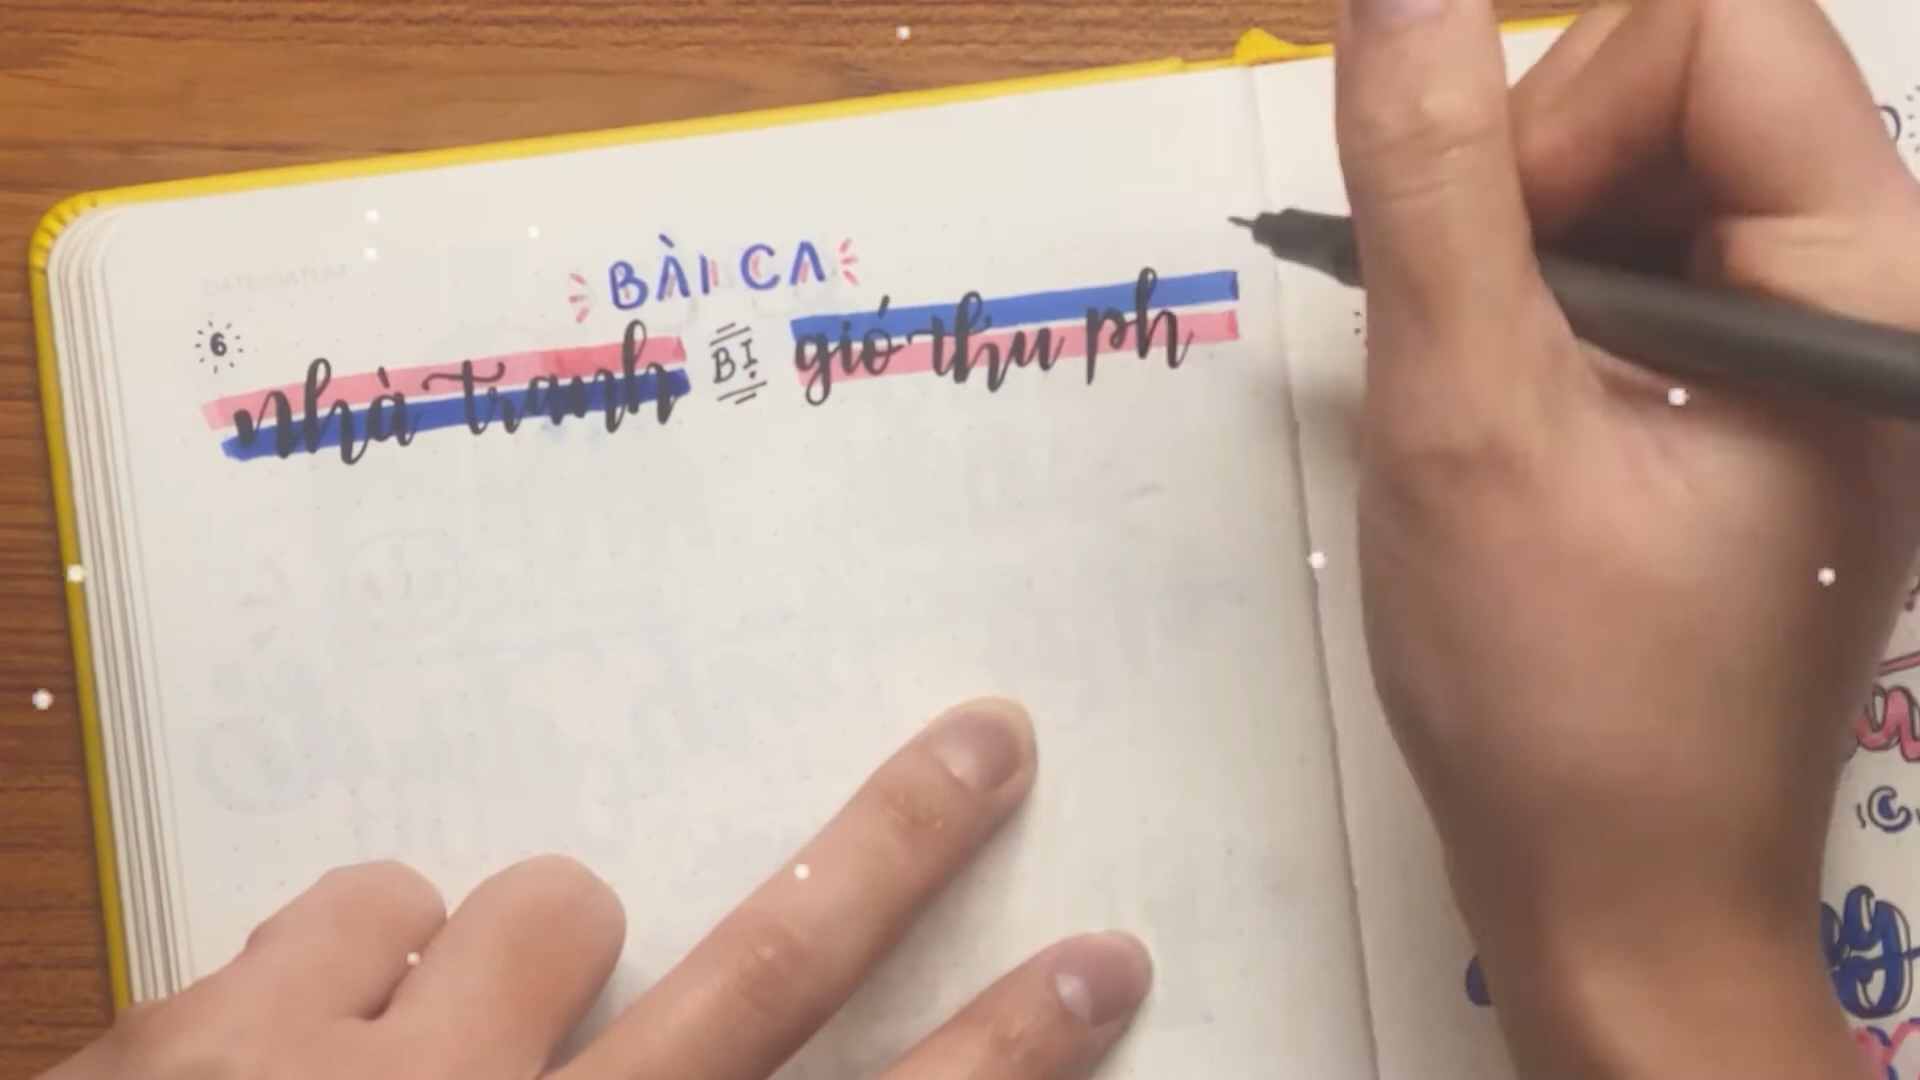 BÀI CA
6
nhà tranh BỊ gió thu ph